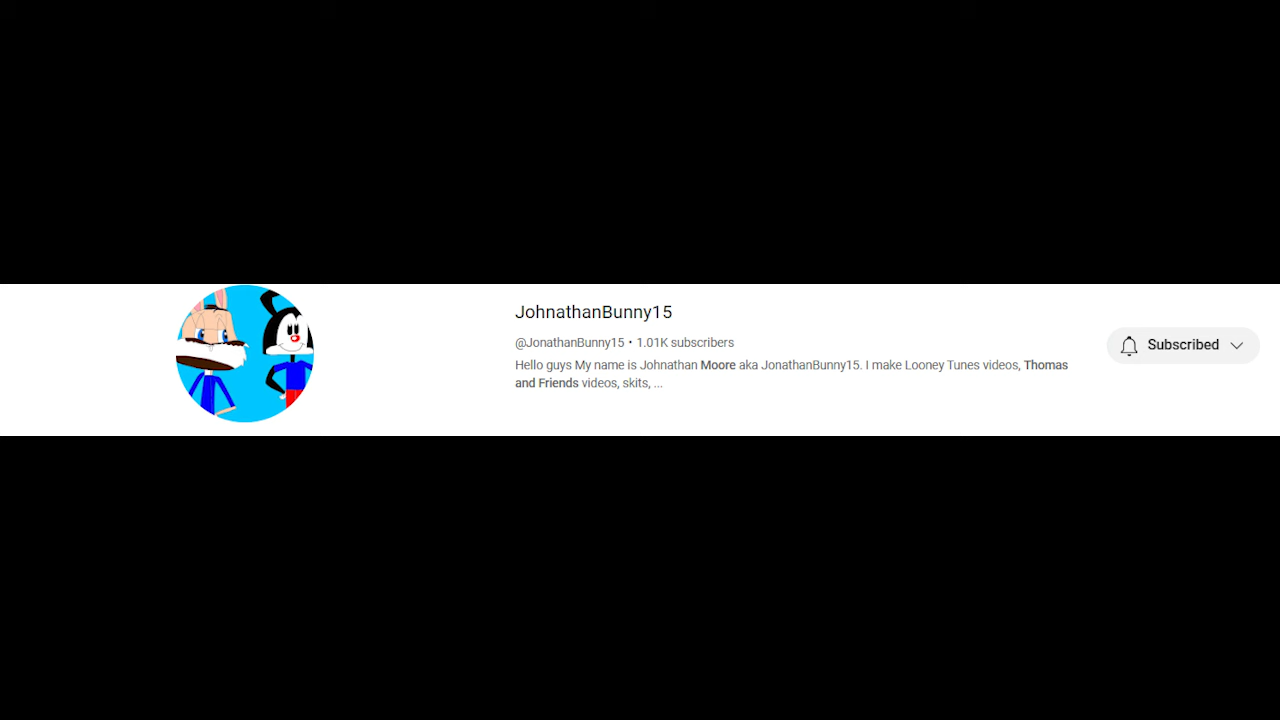 JohnathanBunny15
@JonathanBunny15 • 1.01K subscribers
Hello guys My name is Johnathan Moore aka JonathanBunny15. I make Looney Tunes videos, Thomas
and Friends videos, skits, ...
Subscribed